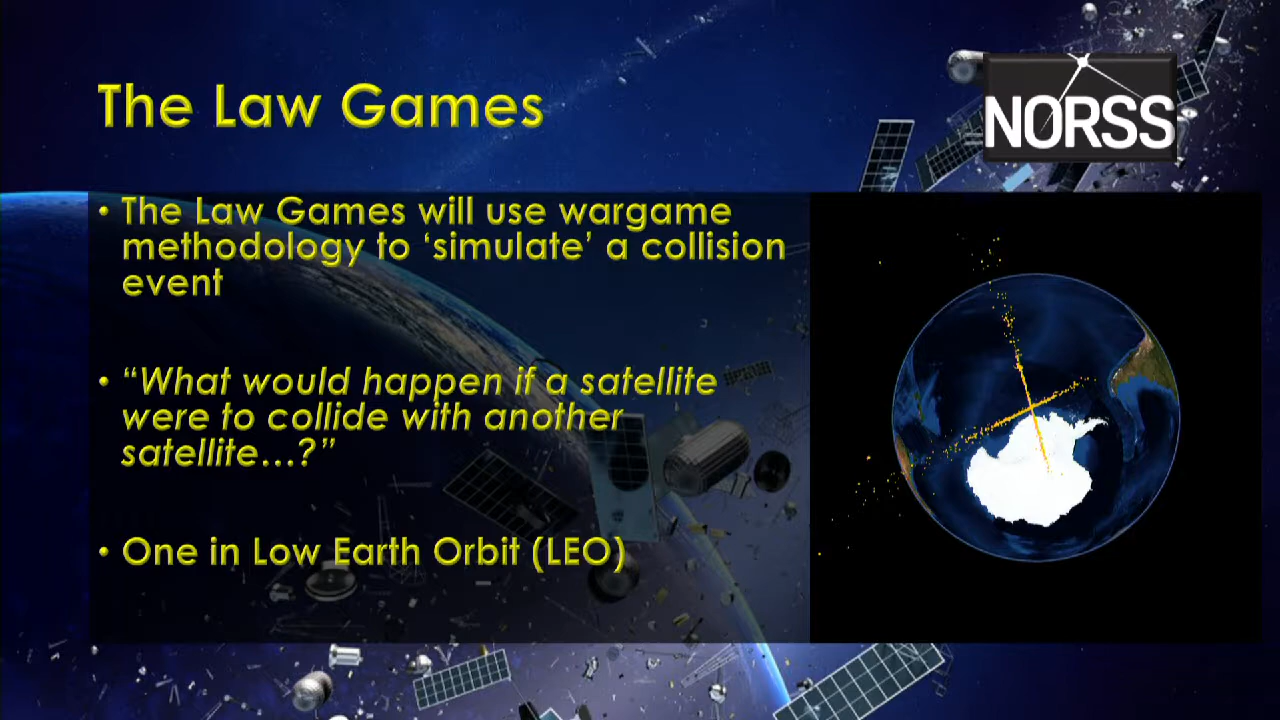 The Law Games
NORSS
• The Law Games will use wargame
methodology to ‘simulate’ a collision
event
• “What would happen if a satellite
were to collide with another
satellite…?”
• One in Low Earth Orbit (LEO)